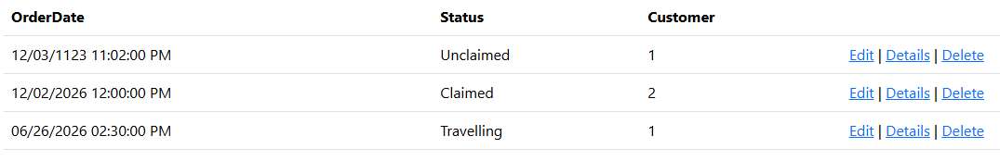 OrderDate Status Customer
12/03/1123 11:02:00 PM Unclaimed 1 Edit | Details | Delete
12/02/2026 12:00:00 PM Claimed 2 Edit | Details | Delete
06/26/2026 02:30:00 PM Travelling 1 Edit | Details | Delete